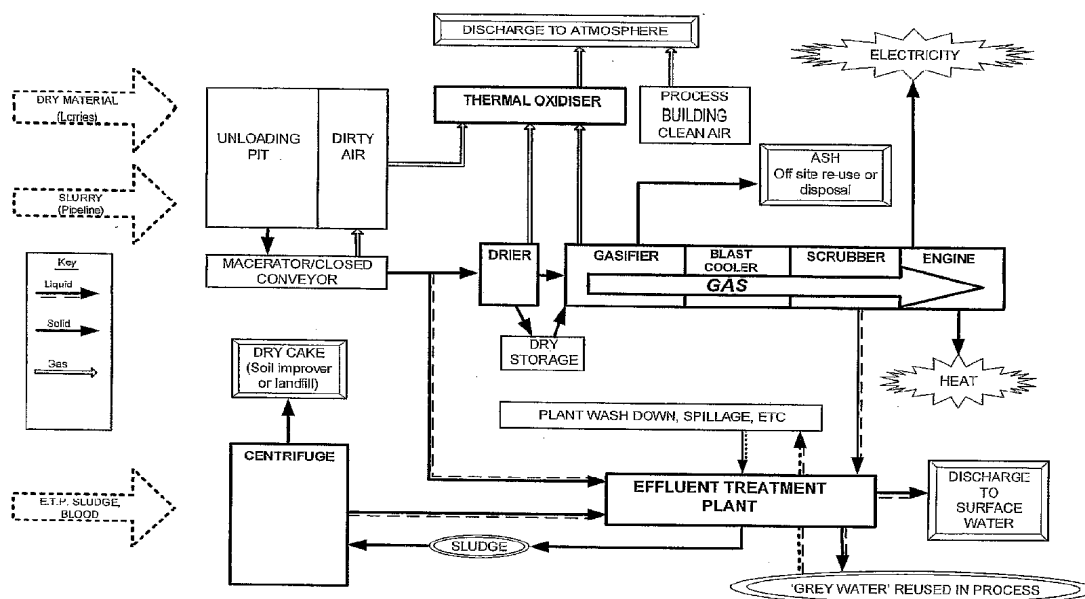 DISCHARGE TO ATMOSPHERE
ELECTRICITY
DRY MATERIAL
(Lorries)
UNLOADING
PIT
DIRTY
AIR
THERMAL OXIDISER
PROCESS
BUILDING
CLEAN AIR
ASH
Off site re-use or
disposal
SLURRY
(Pipeline)
MACERATOR/CLOSED
CONVEYOR
DRIER
GASIFIER
BLAST
COOLER
SCRUBBER
ENGINE
GAS
Key
Liquid
Solid
Gas
DRY
STORAGE
HEAT
DRY CAKE
(Soil improver
or landfill)
PLANT WASH DOWN, SPILLAGE, ETC
CENTRIFUGE
E.T.P. SLUDGE,
BLOOD
EFFLUENT TREATMENT
PLANT
DISCHARGE
TO
SURFACE
WATER
SLUDGE
'GREY WATER' REUSED IN PROCESS